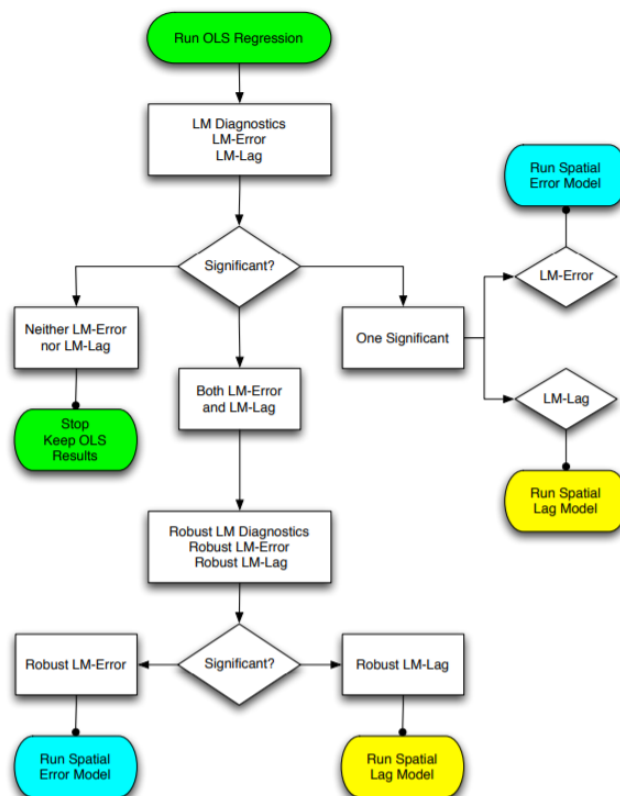 Run OLS Regression
LM Diagnostics
LM-Error
LM-Lag
Significant?
Neither LM-Error
nor LM-Lag
Stop
Keep OLS
Results
Both LM-Error
and LM-Lag
One Significant
LM-Error
Run Spatial
Error Model
LM-Lag
Run Spatial
Lag Model
Robust LM Diagnostics
Robust LM-Error
Robust LM-Lag
Significant?
Robust LM-Error
Run Spatial
Error Model
Robust LM-Lag
Run Spatial
Lag Model